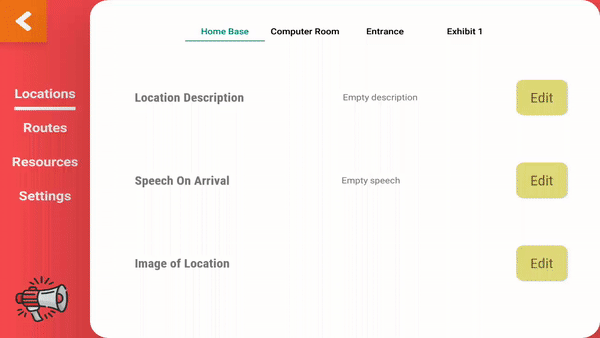 Home Base Computer Room Entrance Exhibit 1
Locations
Routes
Resources
Settings
Location Description Empty description Edit
Speech On Arrival Empty speech Edit
Image of Location Edit